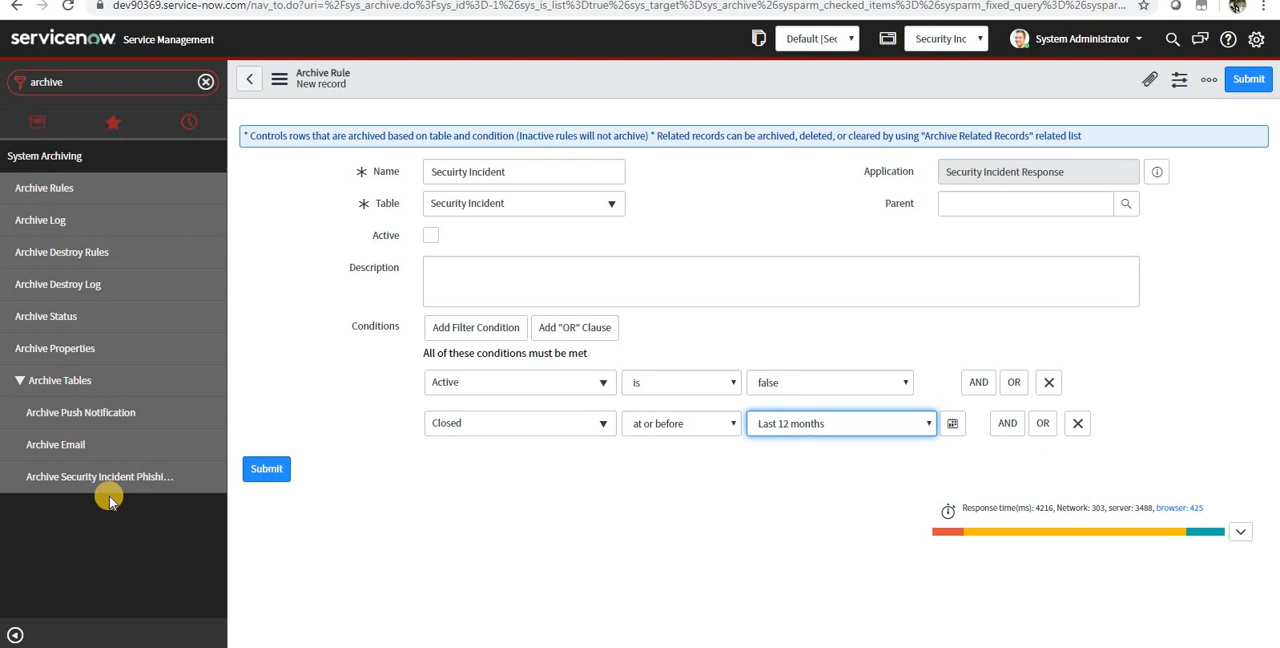 dev90369.service-now.com/nav_to.do?uri=%2Fsys_archive.do%3Fsys_id%3D-1%26sys_is_list%3Dtrue%26sys_target%3Dsys_archive%26sysparm_checked_items%3D%26sysparm_fixed_query%3D%26syspar...
servicenow Service Management
Default [Sec
Security Inc
System Administrator
archive
Archive Rule
New record
Submit
System Archiving
Archive Rules
Archive Log
Archive Destroy Rules
Archive Destroy Log
Archive Status
Archive Properties
Archive Tables
Archive Push Notification
Archive Email
Archive Security Incident Phishi...
* Controls rows that are archived based on table and condition (Inactive rules will not archive) * Related records can be archived, deleted, or cleared by using "Archive Related Records" related list
* Name Secuirty Incident
Application Security Incident Response
* Table Security Incident
Parent
Active
Description
Conditions Add Filter Condition Add "OR" Clause
All of these conditions must be met
Active is false AND OR
Closed at or before Last 12 months AND OR
Submit
Response time(ms): 4216, Network: 303, server: 3488, browser: 425